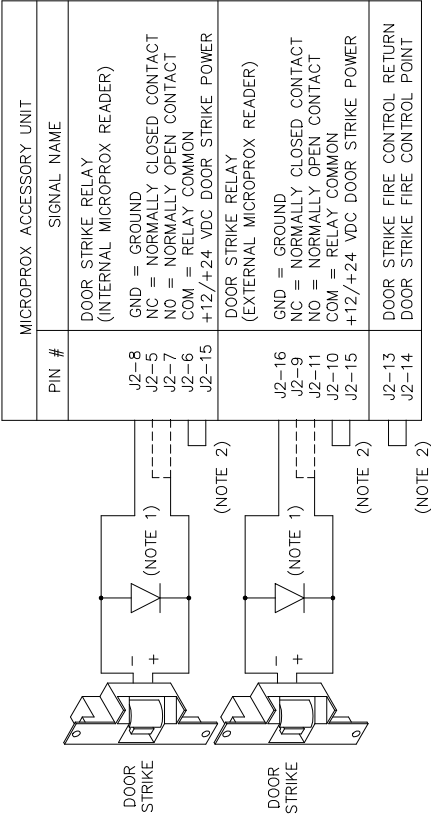 MICROPROX ACCESSORY UNIT
PIN # SIGNAL NAME
DOOR STRIKE RELAY
(INTERNAL MICROPROX READER)
J2-8 GND = GROUND
J2-5 NC = NORMALLY CLOSED CONTACT
J2-7 NO = NORMALLY OPEN CONTACT
J2-6 COM = RELAY COMMON
J2-15 +12/+24 VDC DOOR STRIKE POWER
DOOR STRIKE RELAY
(EXTERNAL MICROPROX READER)
J2-16 GND = GROUND
J2-9 NC = NORMALLY CLOSED CONTACT
J2-11 NO = NORMALLY OPEN CONTACT
J2-10 COM = RELAY COMMON
J2-15 +12/+24 VDC DOOR STRIKE POWER
J2-13 DOOR STRIKE FIRE CONTROL RETURN
J2-14 DOOR STRIKE FIRE CONTROL POINT
DOOR
STRIKE
-
+
(NOTE 1)
(NOTE 2)
DOOR
STRIKE
-
+
(NOTE 1)
(NOTE 2)
(NOTE 2)